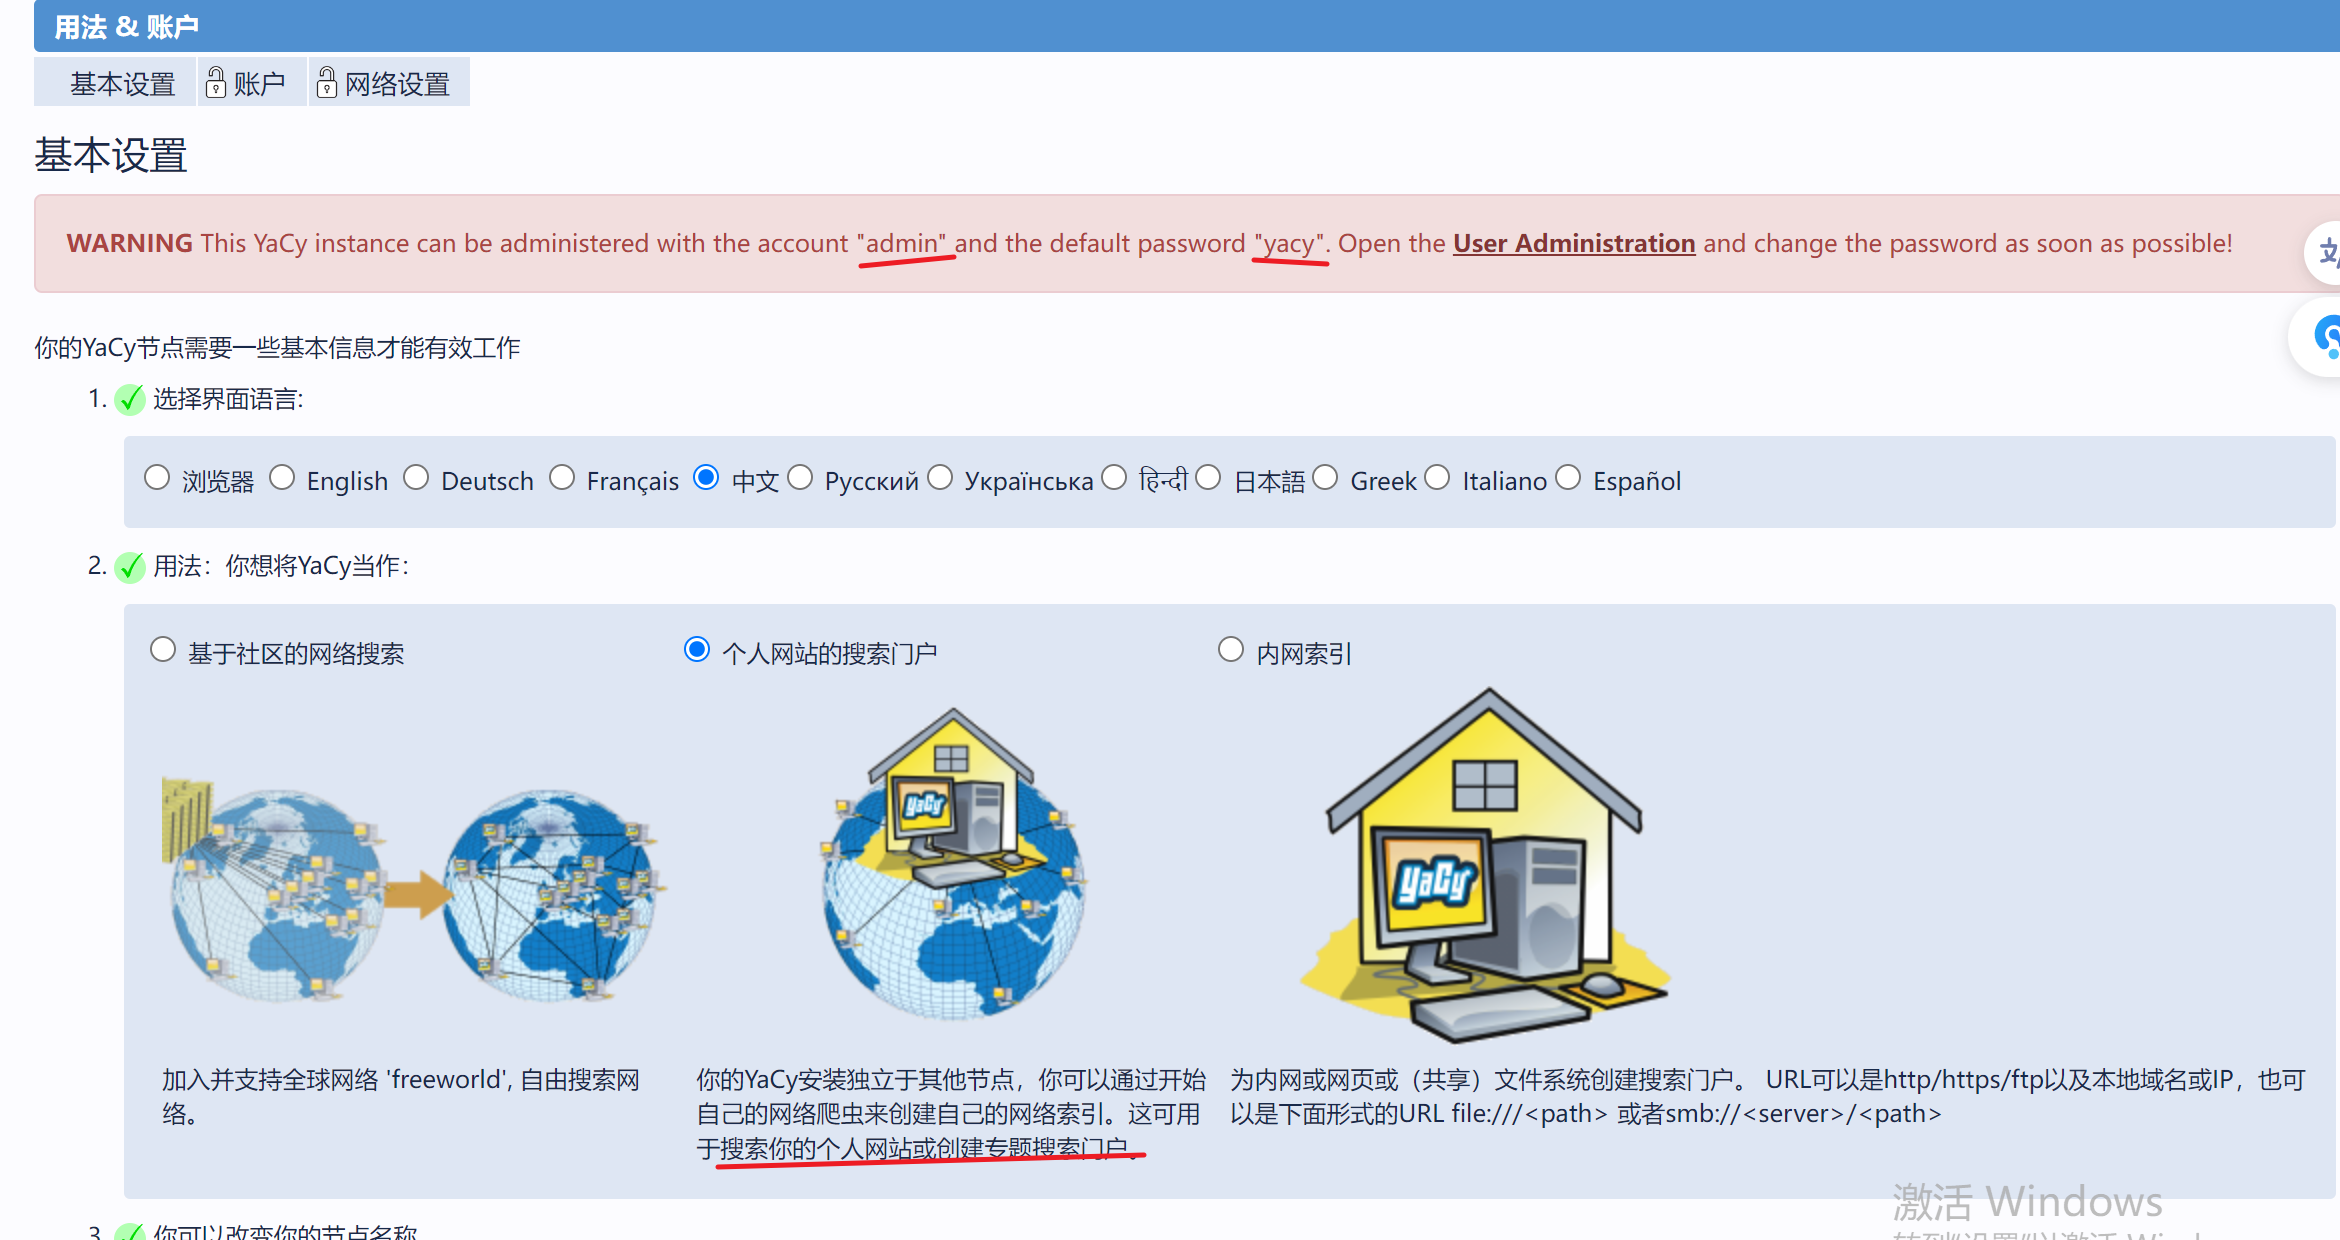 用法 & 账户
基本设置 账户 网络设置
基本设置
WARNING This YaCy instance can be administered with the account "admin" and the default password "yacy". Open the User Administration and change the password as soon as possible!
你的YaCy节点需要一些基本信息才能有效工作
1. 选择界面语言:
浏览器 English Deutsch Français 中文 Русский Українська हिन्दी 日本語 Greek Italiano Español
2. 用法：你想将YaCy当作：
基于社区的网络搜索 个人网站的搜索门户 内网索引
YaCy
YaCy
加入并支持全球网络 'freeworld', 自由搜索网
络。
你的YaCy安装独立于其他节点，你可以通过开始
自己的网络爬虫来创建自己的网络索引。这可用
于搜索你的个人网站或创建专题搜索门户。
为内网或网页或（共享）文件系统创建搜索门户。 URL可以是http/https/ftp以及本地域名或IP，也可
以是下面形式的URL file:///<path> 或者smb://<server>/<path>
激活 Windows
3. 你可以改变你的节点名称